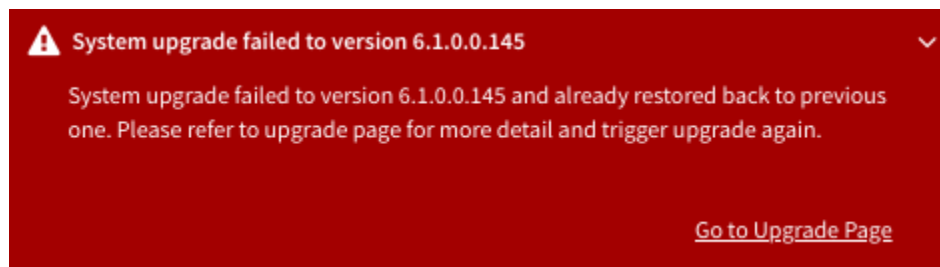 System upgrade failed to version 6.1.0.0.145
System upgrade failed to version 6.1.0.0.145 and already restored back to previous
one. Please refer to upgrade page for more detail and trigger upgrade again.
Go to Upgrade Page